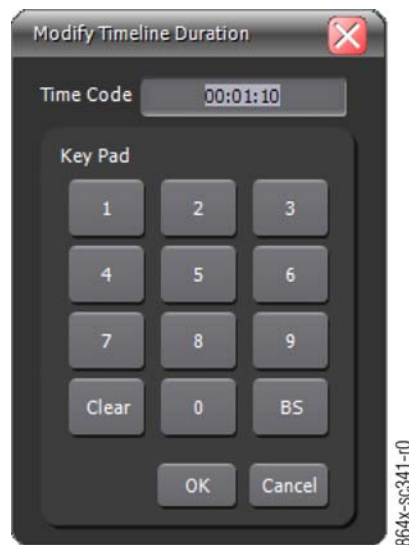 Modify Timeline Duration
Time Code 00:01:10
Key Pad
1 2 3
4 5 6
7 8 9
Clear 0 BS
OK Cancel
864x-sc341-r0